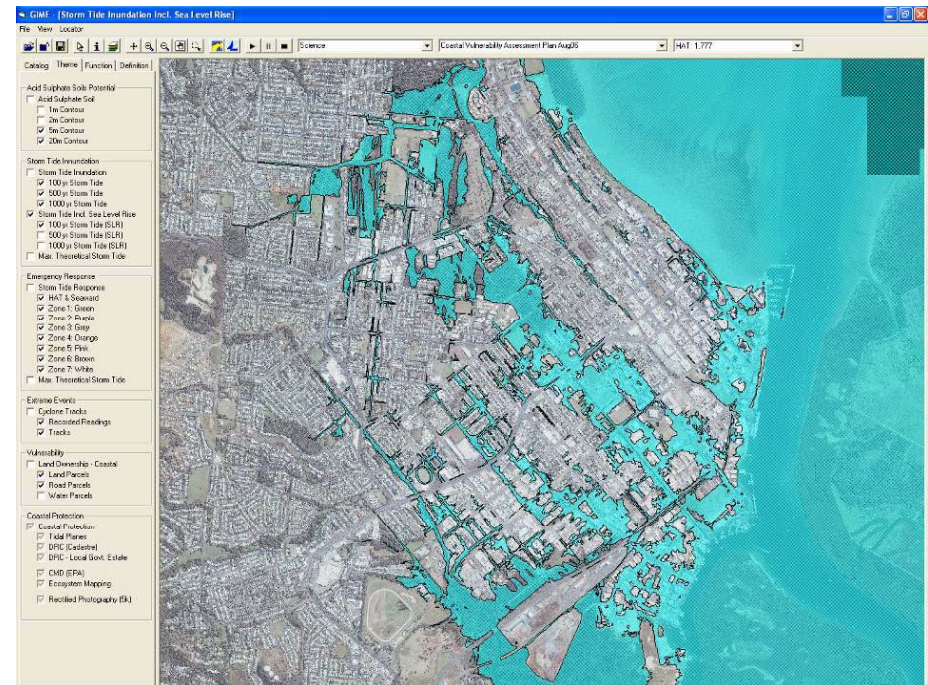 GIMF - [Storm Tide Inundation Incl. Sea Level Rise]
File View Locator
Science
Coastal Vulnerability Assessment Plan Aug06
HAT: 1.777
Catalog Theme Function Definition
Acid Sulphate Soils Potential
Acid Sulphate Soil
1m Contour
2m Contour
5m Contour
20m Contour
Storm Tide Innundation
Storm Tide Inundation
100 yr Storm Tide
500 yr Storm Tide
1000 yr Storm Tide
Storm Tide Incl. Sea Level Rise
100 yr Storm Tide (SLR)
500 yr Storm Tide (SLR)
1000 yr Storm Tide (SLR)
Max. Theoretical Storm Tide
Emergency Response
Storm Tide Response
HAT & Seaward
Zone 1: Green
Zone 2: Purple
Zone 3: Grey
Zone 4: Orange
Zone 5: Pink
Zone 6: Brown
Zone 7: White
Max. Theoretical Storm Tide
Extreme Events
Cyclone Tracks
Recorded Readings
Tracks
Vulnerability
Land Ownership - Coastal
Land Parcels
Road Parcels
Water Parcels
Coastal Protection
Coastal Protection
Tidal Planes
DRC (Cadastre)
DRC - Local Govt. Estate
CMD (EPA)
Ecosystem Mapping
Rectified Photography (5k)